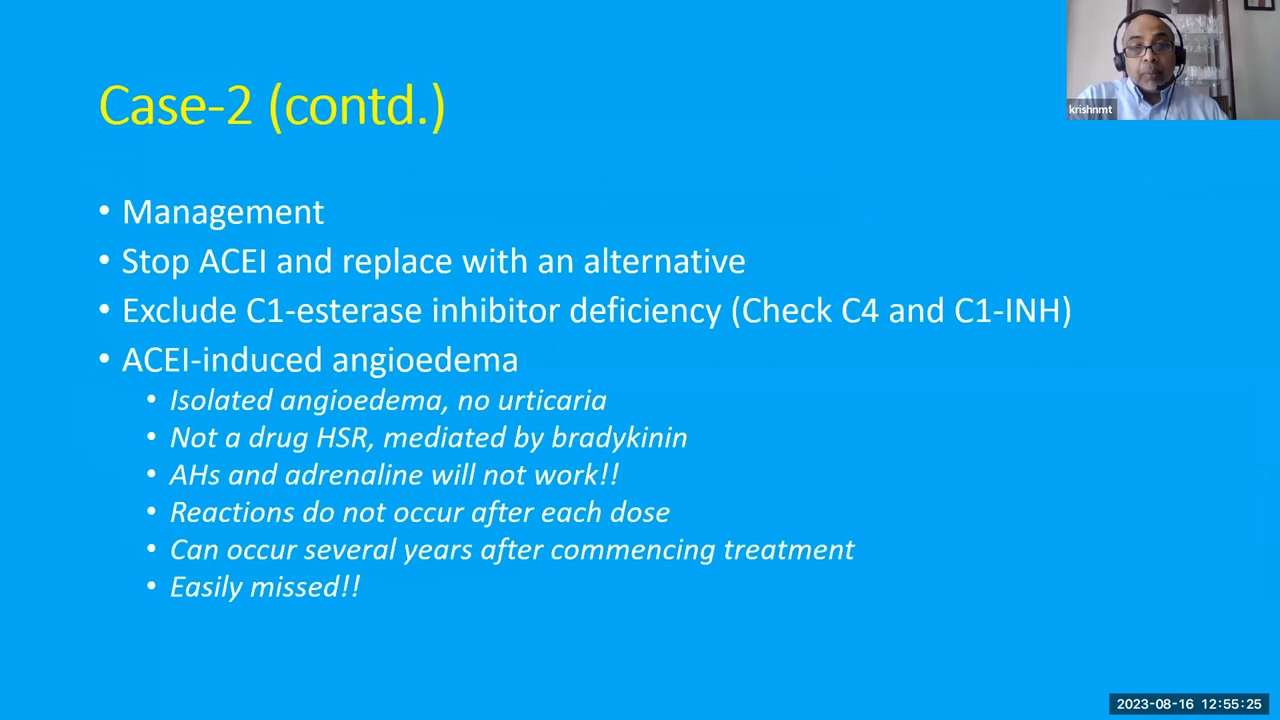 Case-2 (contd.)
krishnmt
• Management
• Stop ACEI and replace with an alternative
• Exclude C1-esterase inhibitor deficiency (Check C4 and C1-INH)
• ACEI-induced angioedema
• Isolated angioedema, no urticaria
• Not a drug HSR, mediated by bradykinin
• AHs and adrenaline will not work!!
• Reactions do not occur after each dose
• Can occur several years after commencing treatment
• Easily missed!!
2023-08-16 12:55:25